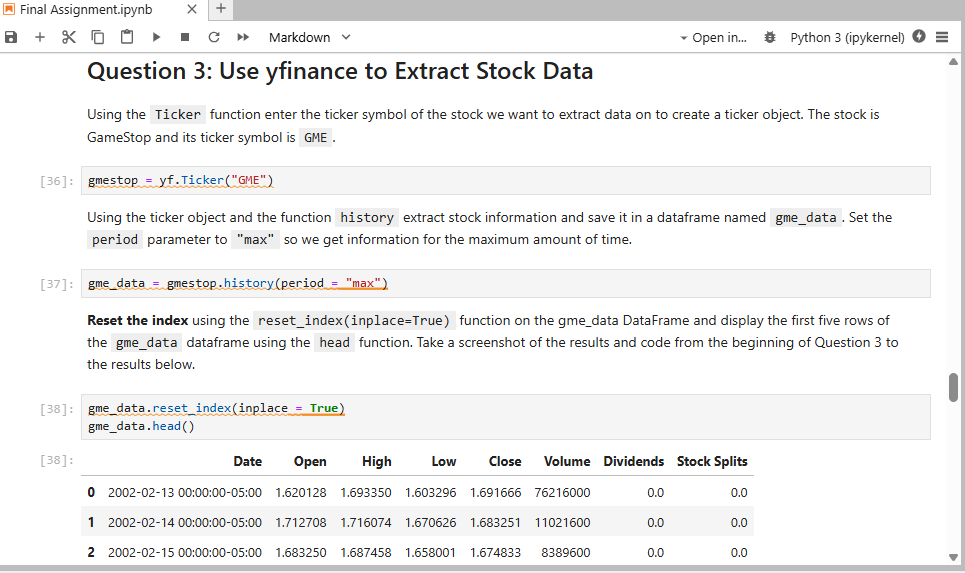 Final Assignment.ipynb
Markdown
Open in...
Python 3 (ipykernel)
Question 3: Use yfinance to Extract Stock Data
Using the Ticker function enter the ticker symbol of the stock we want to extract data on to create a ticker object. The stock is
GameStop and its ticker symbol is GME .
[36]: gmestop = yf.Ticker("GME")
Using the ticker object and the function history extract stock information and save it in a dataframe named gme_data . Set the
period parameter to "max" so we get information for the maximum amount of time.
[37]: gme_data = gmestop.history(period = "max")
Reset the index using the reset_index(inplace=True) function on the gme_data DataFrame and display the first five rows of
the gme_data dataframe using the head function. Take a screenshot of the results and code from the beginning of Question 3 to
the results below.
[38]: gme_data.reset_index(inplace = True)
gme_data.head()
[38]: Date Open High Low Close Volume Dividends Stock Splits
0 2002-02-13 00:00:00-05:00 1.620128 1.693350 1.603296 1.691666 76216000 0.0 0.0
1 2002-02-14 00:00:00-05:00 1.712708 1.716074 1.670626 1.683251 11021600 0.0 0.0
2 2002-02-15 00:00:00-05:00 1.683250 1.687458 1.658001 1.674833 8389600 0.0 0.0